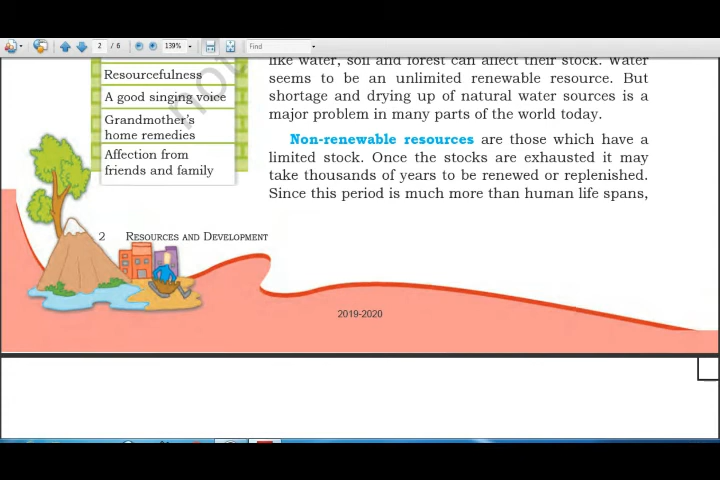 2 / 6
139%
Find
like water, soil and forest can affect their stock. Water
seems to be an unlimited renewable resource. But
shortage and drying up of natural water sources is a
major problem in many parts of the world today.
Non-renewable resources are those which have a
limited stock. Once the stocks are exhausted it may
take thousands of years to be renewed or replenished.
Since this period is much more than human life spans,
Resourcefulness
A good singing voice
Grandmother's
home remedies
Affection from
friends and family
not
2 RESOURCES AND DEVELOPMENT
2019-2020